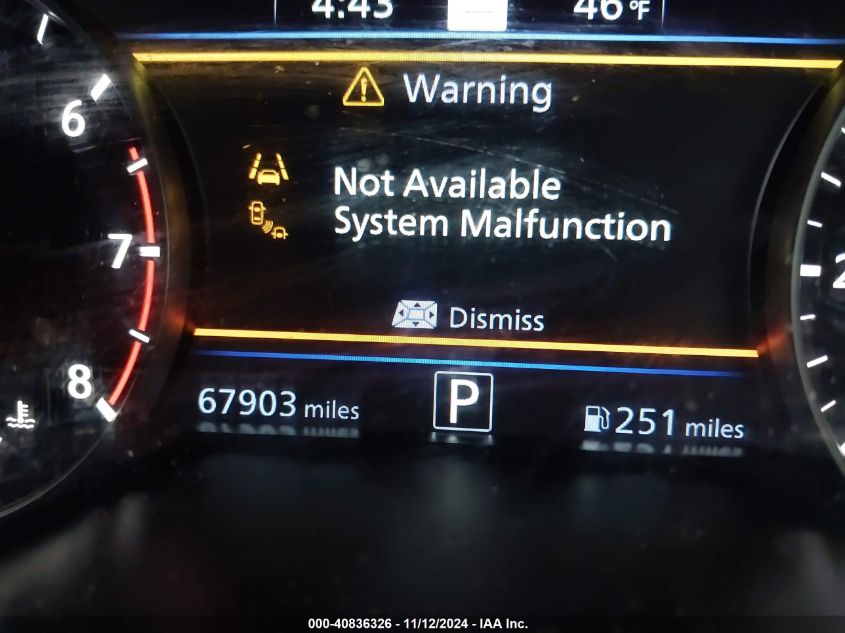 4:43
46°F
Warning
6
Not Available
System Malfunction
7
Dismiss
8
67903 miles
P
251 miles
2
000-40836326 - 11/12/2024 - IAA Inc.